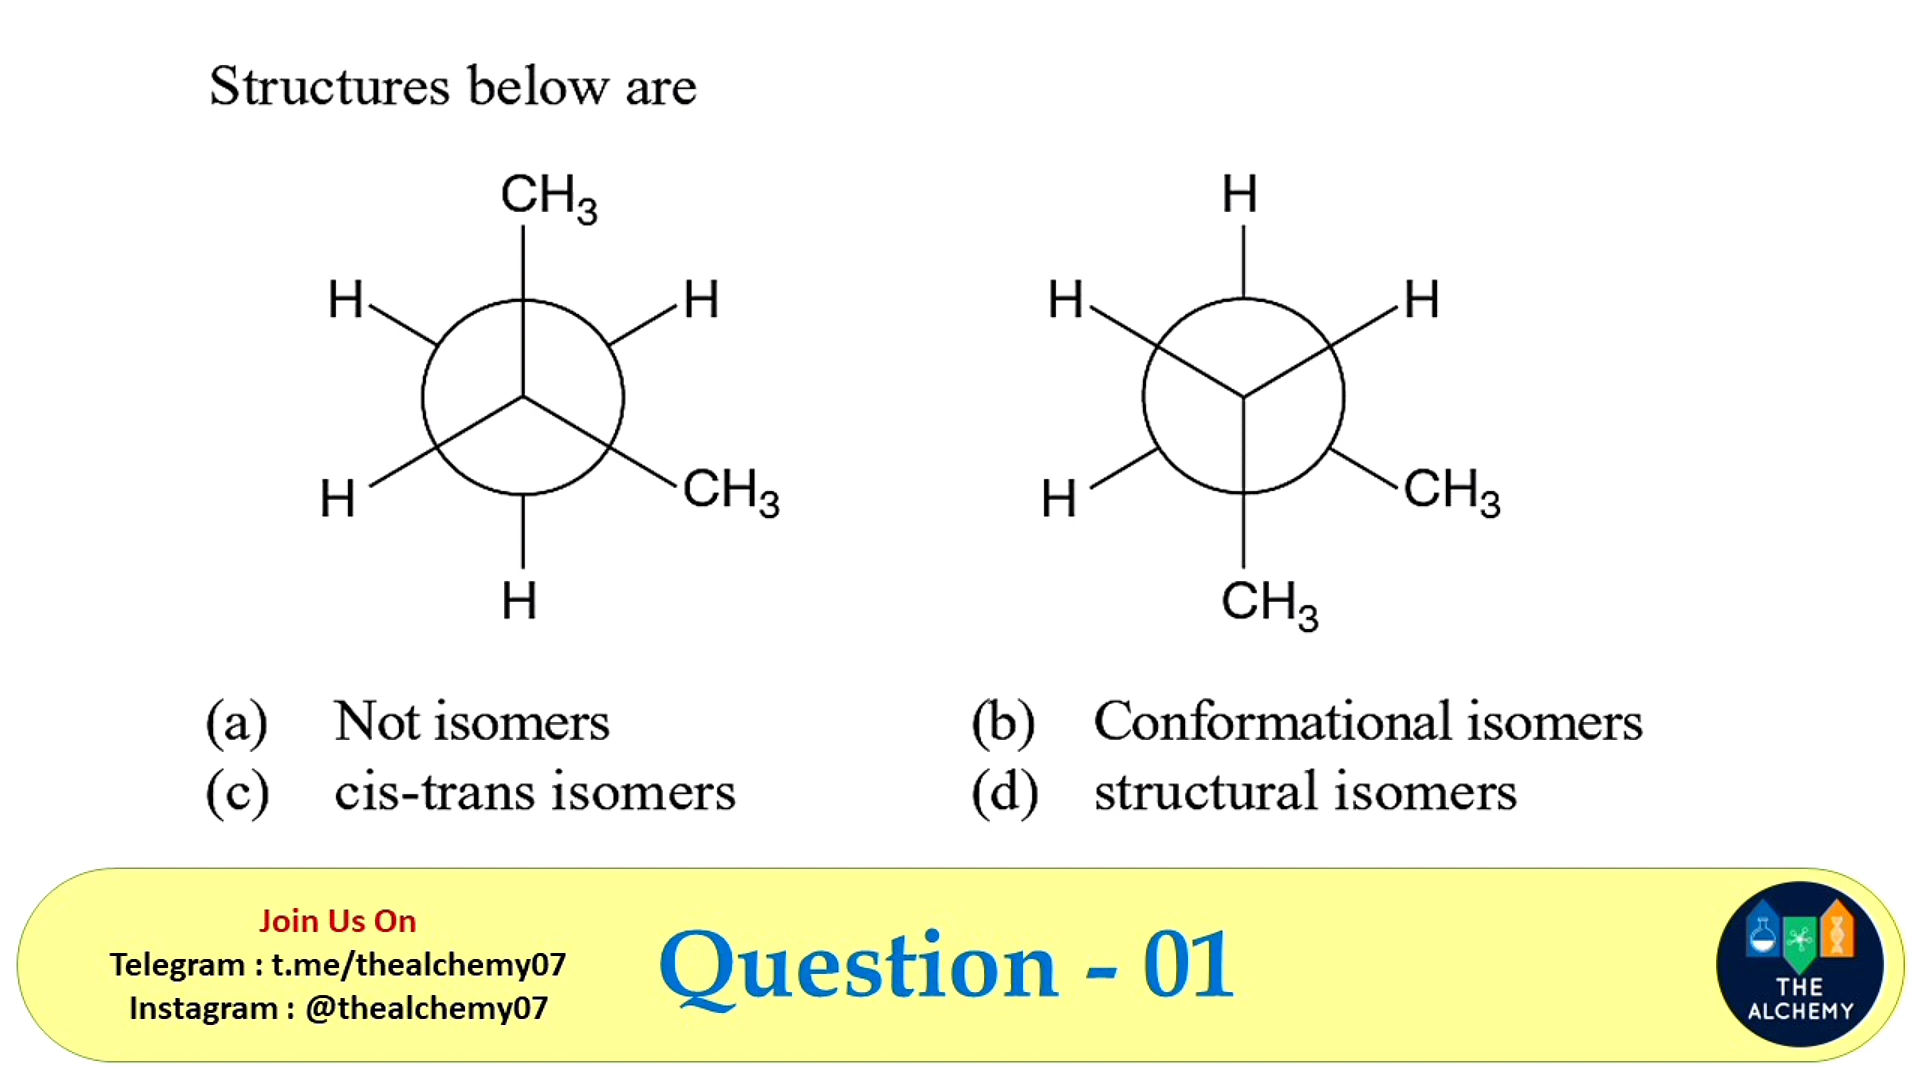 Structures below are
CH3 H
H H H H
H CH3 H CH3
H CH3
(a) Not isomers (b) Conformational isomers
(c) cis-trans isomers (d) structural isomers
Join Us On
Telegram : t.me/thealchemy07
Instagram : @thealchemy07
Question - 01
THE
ALCHEMY